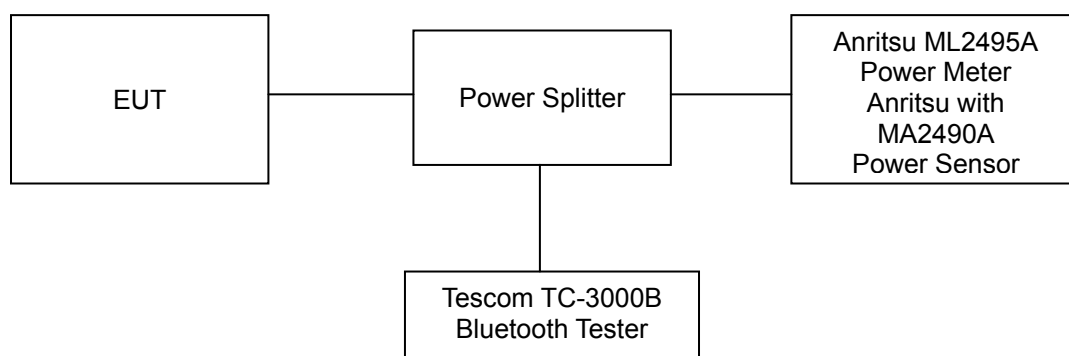 EUT
Power Splitter
Anritsu ML2495A
Power Meter
Anritsu with
MA2490A
Power Sensor
Tescom TC-3000B
Bluetooth Tester